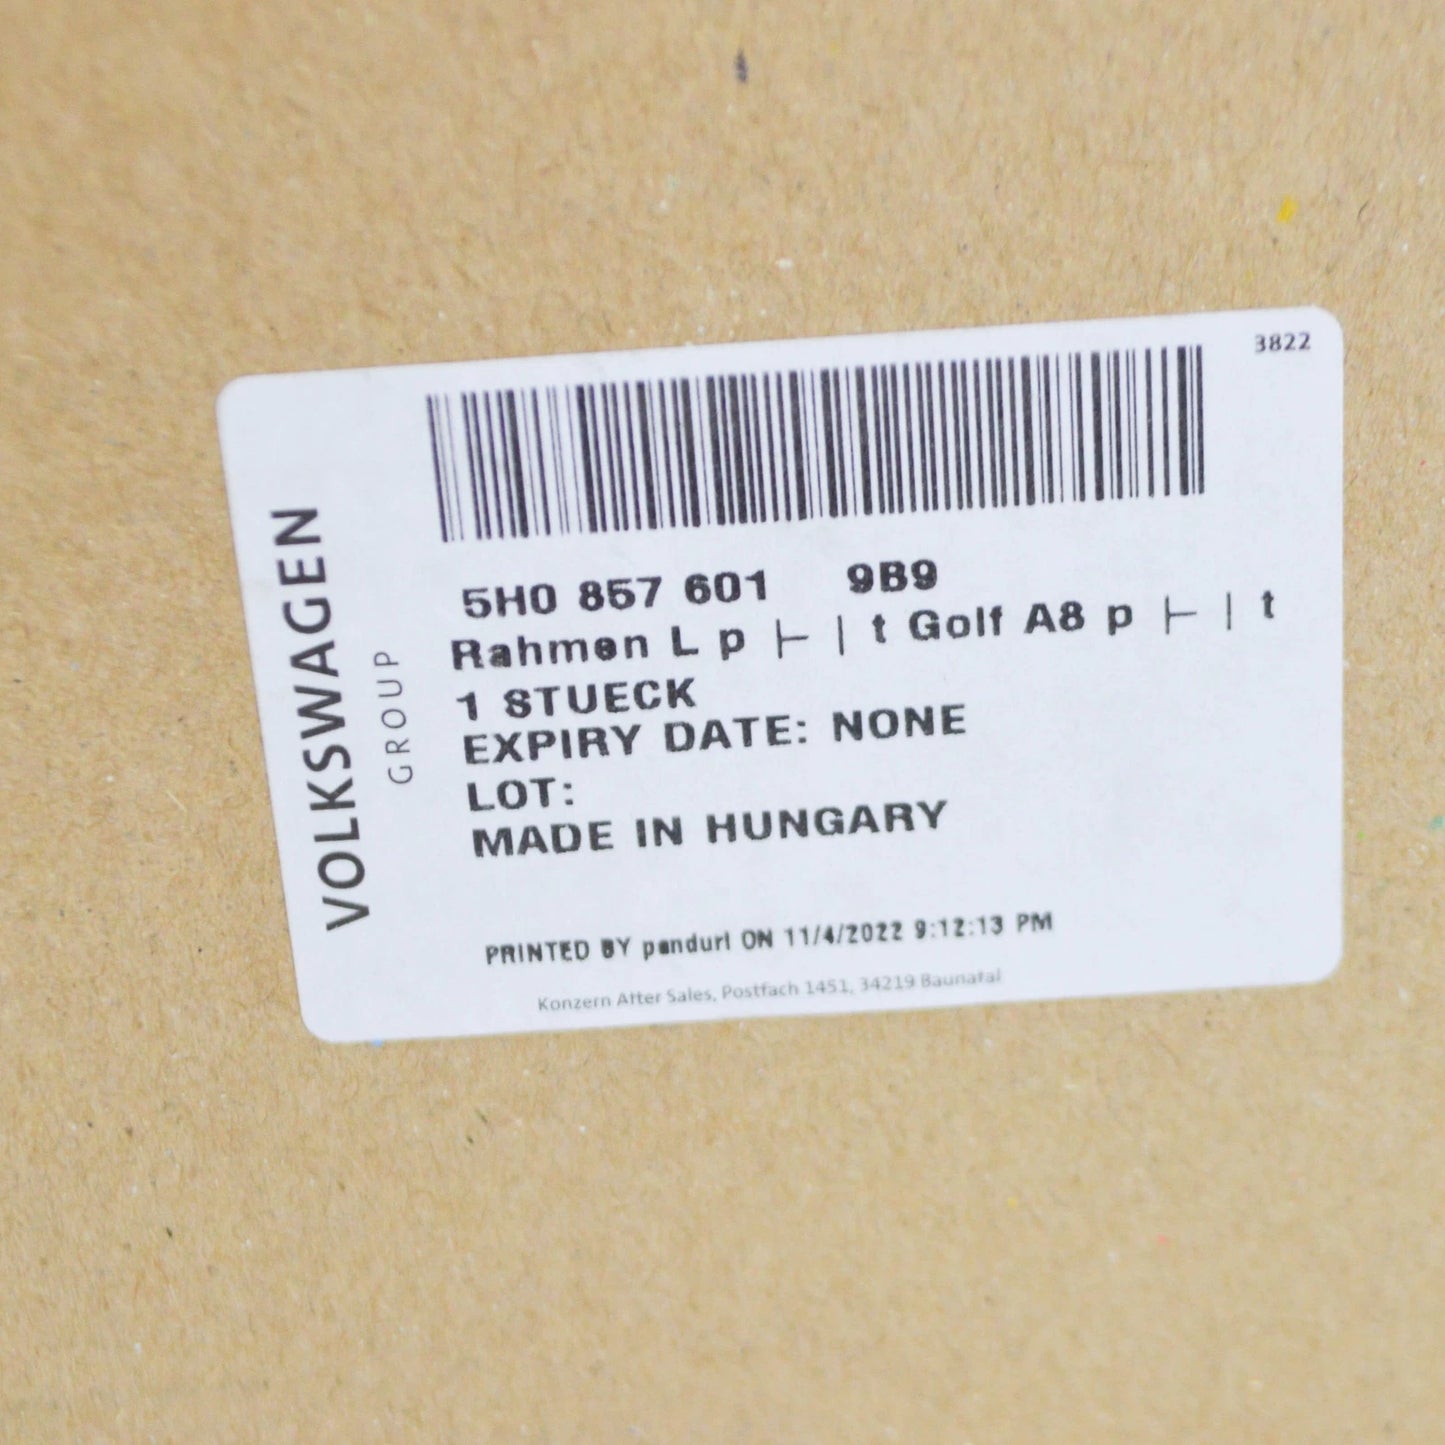 3822
VOLKSWAGEN
GROUP
5H0 857 601 9B9
Rahmen L p ├ | t Golf A8 p ├ | t
1 STUECK
EXPIRY DATE: NONE
LOT:
MADE IN HUNGARY
PRINTED BY panduri ON 11/4/2022 9:12:13 PM
Konzern After Sales, Postfach 1451, 34219 Baunatal